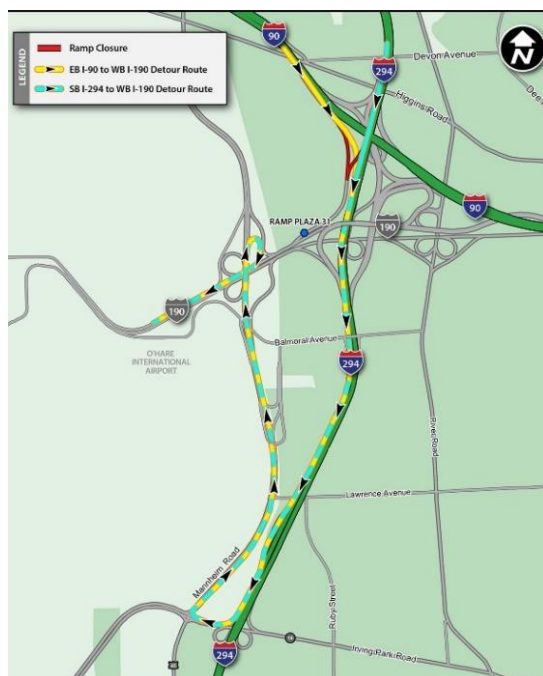 LEGEND
Ramp Closure
EB I-90 to WB I-190 Detour Route
SB I-294 to WB I-190 Detour Route
90
294
N
Devon Avenue
Higgins Road
Dee
90
190
RAMP PLAZA 31
190
O'HARE
INTERNATIONAL
AIRPORT
Balmoral Avenue
294
River Road
Lawrence Avenue
Mannheim Road
Ruby Street
Irving Park Road
294